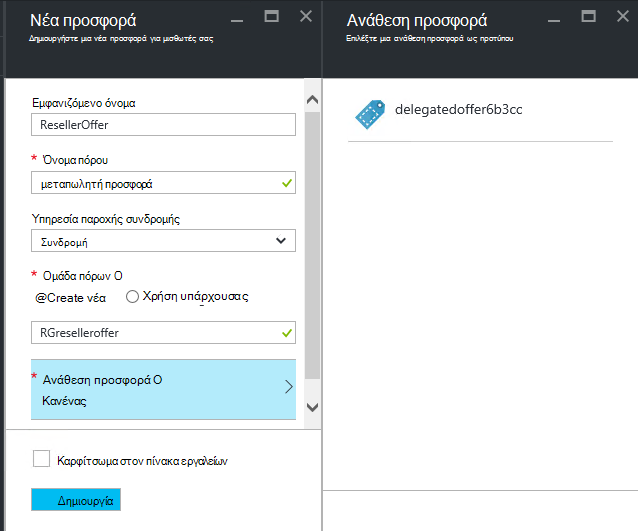 Νέα προσφορά
Δημιουργήστε μια νέα προσφορά για μισθωτές σας
Εμφανιζόμενο όνομα
ResellerOffer
* Όνομα πόρου
μεταπωλητή προσφορά
Υπηρεσία παροχής συνδρομής
Συνδρομή
* Ομάδα πόρων Ο
@Create νέα Χρήση υπάρχουσας
RGreselleroffer
* Ανάθεση προσφορά Ο
Κανένας
Καρφίτσωμα στον πίνακα εργαλείων
Δημιουργία
Ανάθεση προσφορά
Επιλέξτε μια ανάθεση προσφορά ως προτύπου
delegatedoffer6b3cc